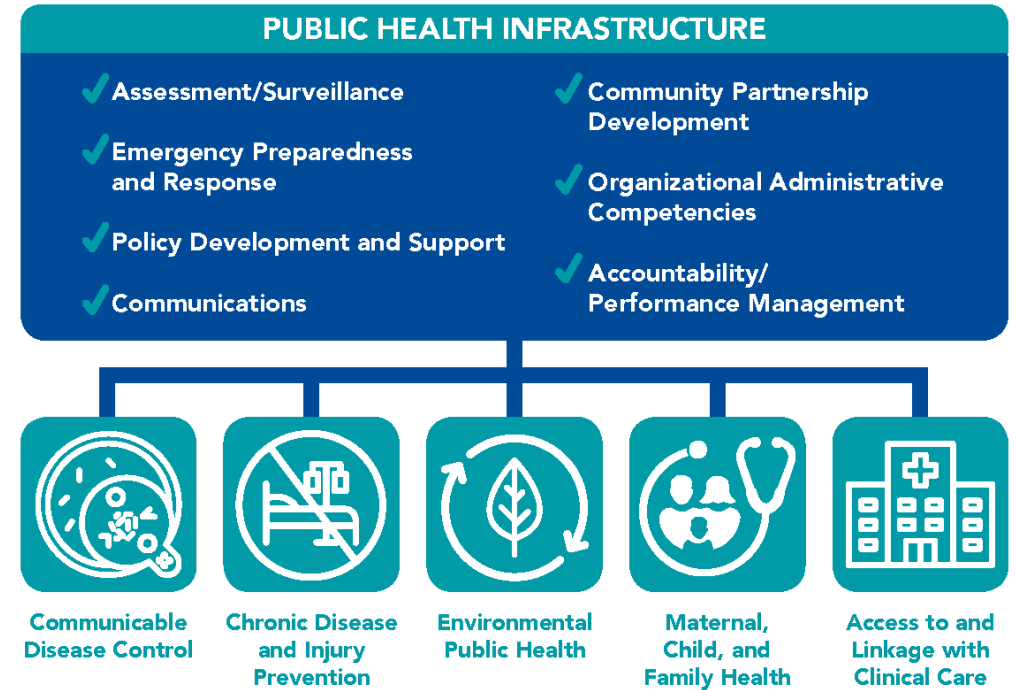 PUBLIC HEALTH INFRASTRUCTURE
Assessment/Surveillance
Emergency Preparedness
and Response
Policy Development and Support
Communications
Community Partnership
Development
Organizational Administrative
Competencies
Accountability/
Performance Management
Communicable
Disease Control
Chronic Disease
and Injury
Prevention
Environmental
Public Health
Maternal,
Child, and
Family Health
Access to and
Linkage with
Clinical Care